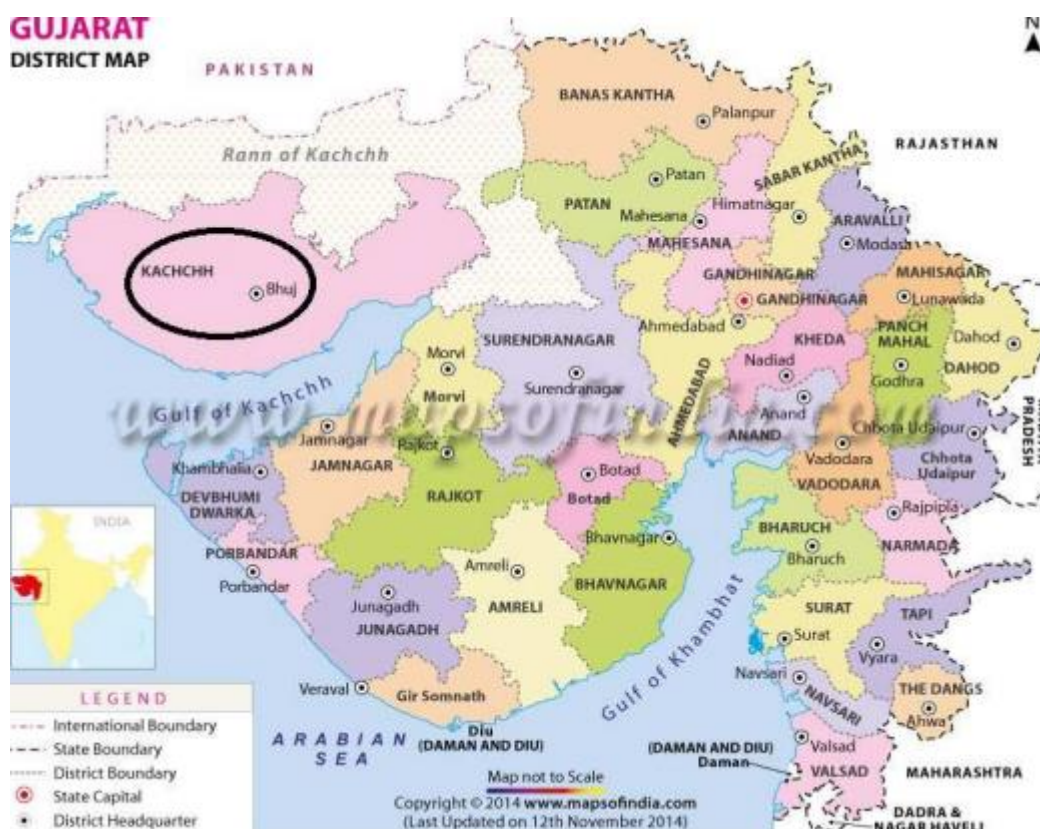 GUJARAT
DISTRICT MAP
N
PAKISTAN
BANAS KANTHA
Palanpur
RAJASTHAN
Rann of Kachchh
SABAR KANTHA
Patan
PATAN
Mahesana
Himatnagar
ARAVALLI
MAHESANA
Modasa
KACHCHH
Bhuj
GANDHINAGAR
MAHISAGAR
GANDHINAGAR
Lunawada
Ahmedabad
SURENDRANAGAR
KHEDA
PANCH
MAHAL
Dahod
Morvi
Nadiad
Godhra
DAHOD
Surendranagar
Morvi
AHMEDABAD
Gulf of Kachchh
www.mapsofindia.com
Anand
ANAND
Chhota Udaipur
PRADESH
Jamnagar
JAMNAGAR
Rajkot
Vadodara
VADODARA
Chhota
Udaipur
Khambhalia
Botad
Botad
DEVBHUMI
DWARKA
RAJKOT
Rajpipla
INDIA
BHARUCH
Bharuch
NARMADA
PORBANDAR
Porbandar
Bhavnagar
BHAVNAGAR
Amreli
AMRELI
Junagadh
JUNAGADH
Gulf of Khambhat
SURAT
Surat
TAPI
Vyara
Navsari
NAVSARI
THE DANGS
Ahwa
Veraval
Gir Somnath
LEGEND
International Boundary
State Boundary
District Boundary
State Capital
District Headquarter
ARABIAN
SEA
Diu
(DAMAN AND DIU)
(DAMAN AND DIU)
Daman
Valsad
VALSAD
MAHARASHTRA
Map not to Scale
Copyright © 2014 www.mapsofindia.com
(Last Updated on 12th November 2014)
DADRA &
NAGAR HAVELI